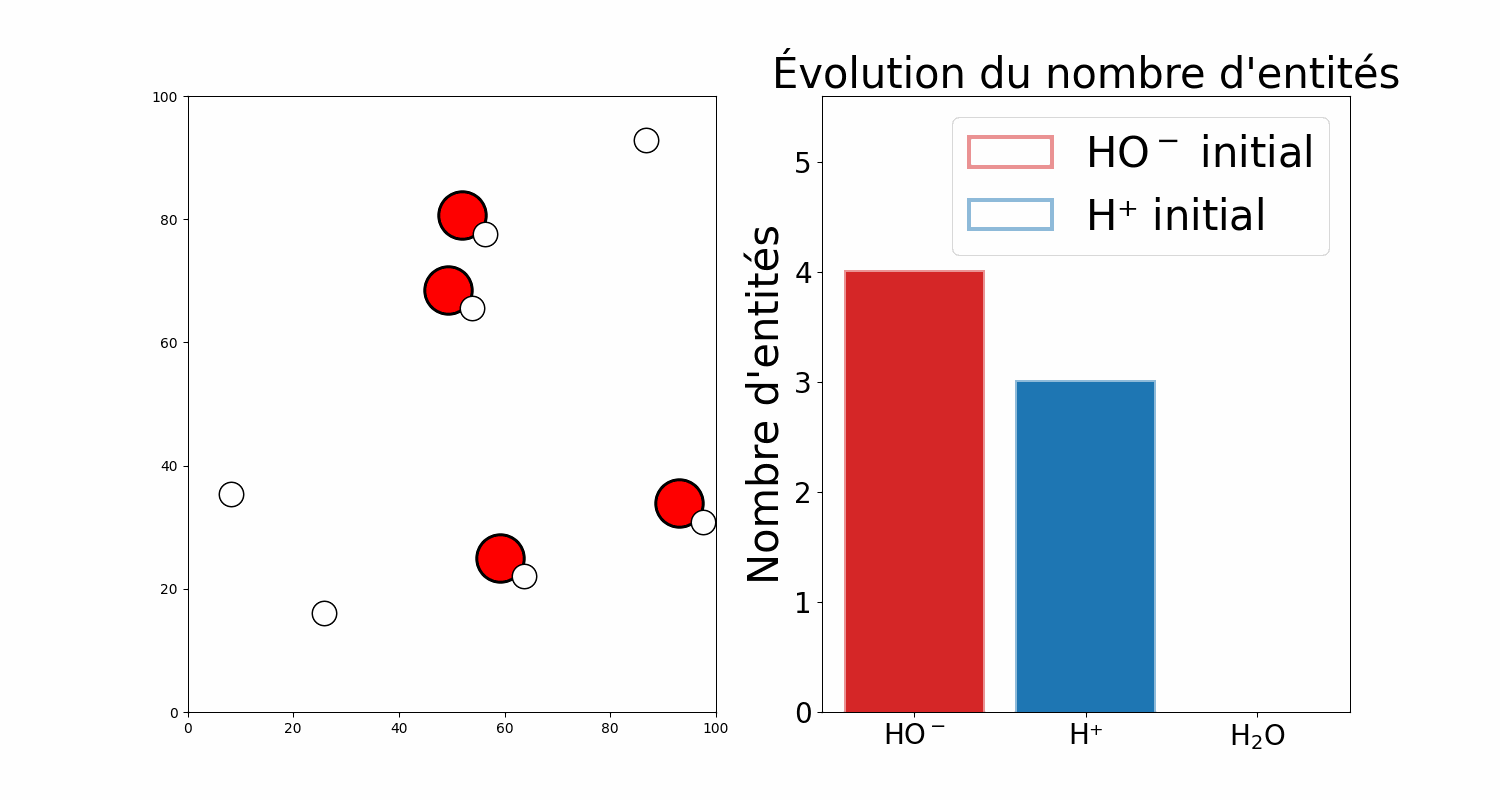 100
80
60
40
20
0
0 20 40 60 80 100
Évolution du nombre d'entités
HO⁻ initial
H⁺ initial
Nombre d'entités
5
4
3
2
1
0
HO⁻ H⁺ H₂O